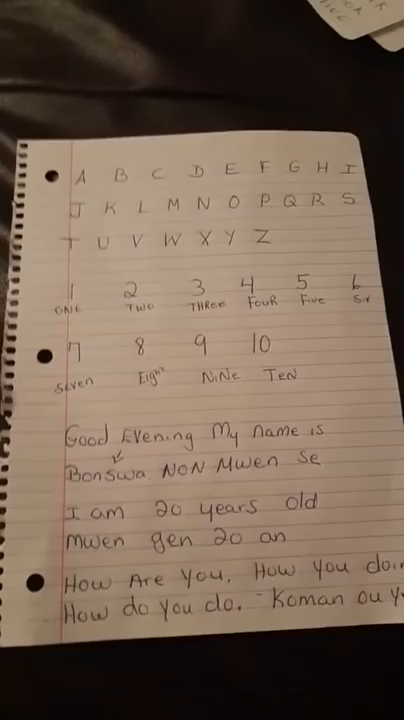 A B C D E F G H I
J K L M N O P Q R S
T U V W X Y Z
1 2 3 4 5 6
ONE TWO THREE FOUR Five
7 8 9 10
Seven Eight NiNe TeN
Good Evening My name is
Bonswa NON Mwen Se
I am 20 years old
Mwen gen 20 an
How Are You. How you doin
How do you do. Koman ou